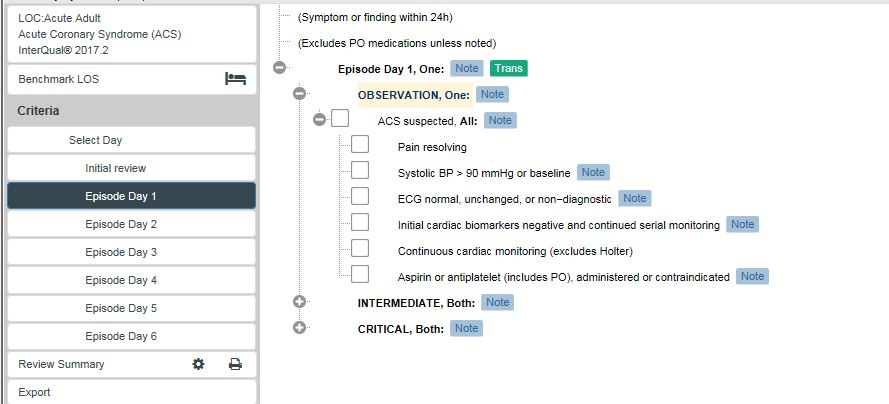 LOC:Acute Adult
Acute Coronary Syndrome (ACS)
InterQual® 2017.2
Benchmark LOS
Criteria
Select Day
Initial review
Episode Day 1
Episode Day 2
Episode Day 3
Episode Day 4
Episode Day 5
Episode Day 6
Review Summary
Export
(Symptom or finding within 24h)
(Excludes PO medications unless noted)
Episode Day 1, One: Note Trans
OBSERVATION, One: Note
ACS suspected, All: Note
Pain resolving
Systolic BP > 90 mmHg or baseline Note
ECG normal, unchanged, or non-diagnostic Note
Initial cardiac biomarkers negative and continued serial monitoring Note
Continuous cardiac monitoring (excludes Holter)
Aspirin or antiplatelet (includes PO), administered or contraindicated Note
INTERMEDIATE, Both: Note
CRITICAL, Both: Note